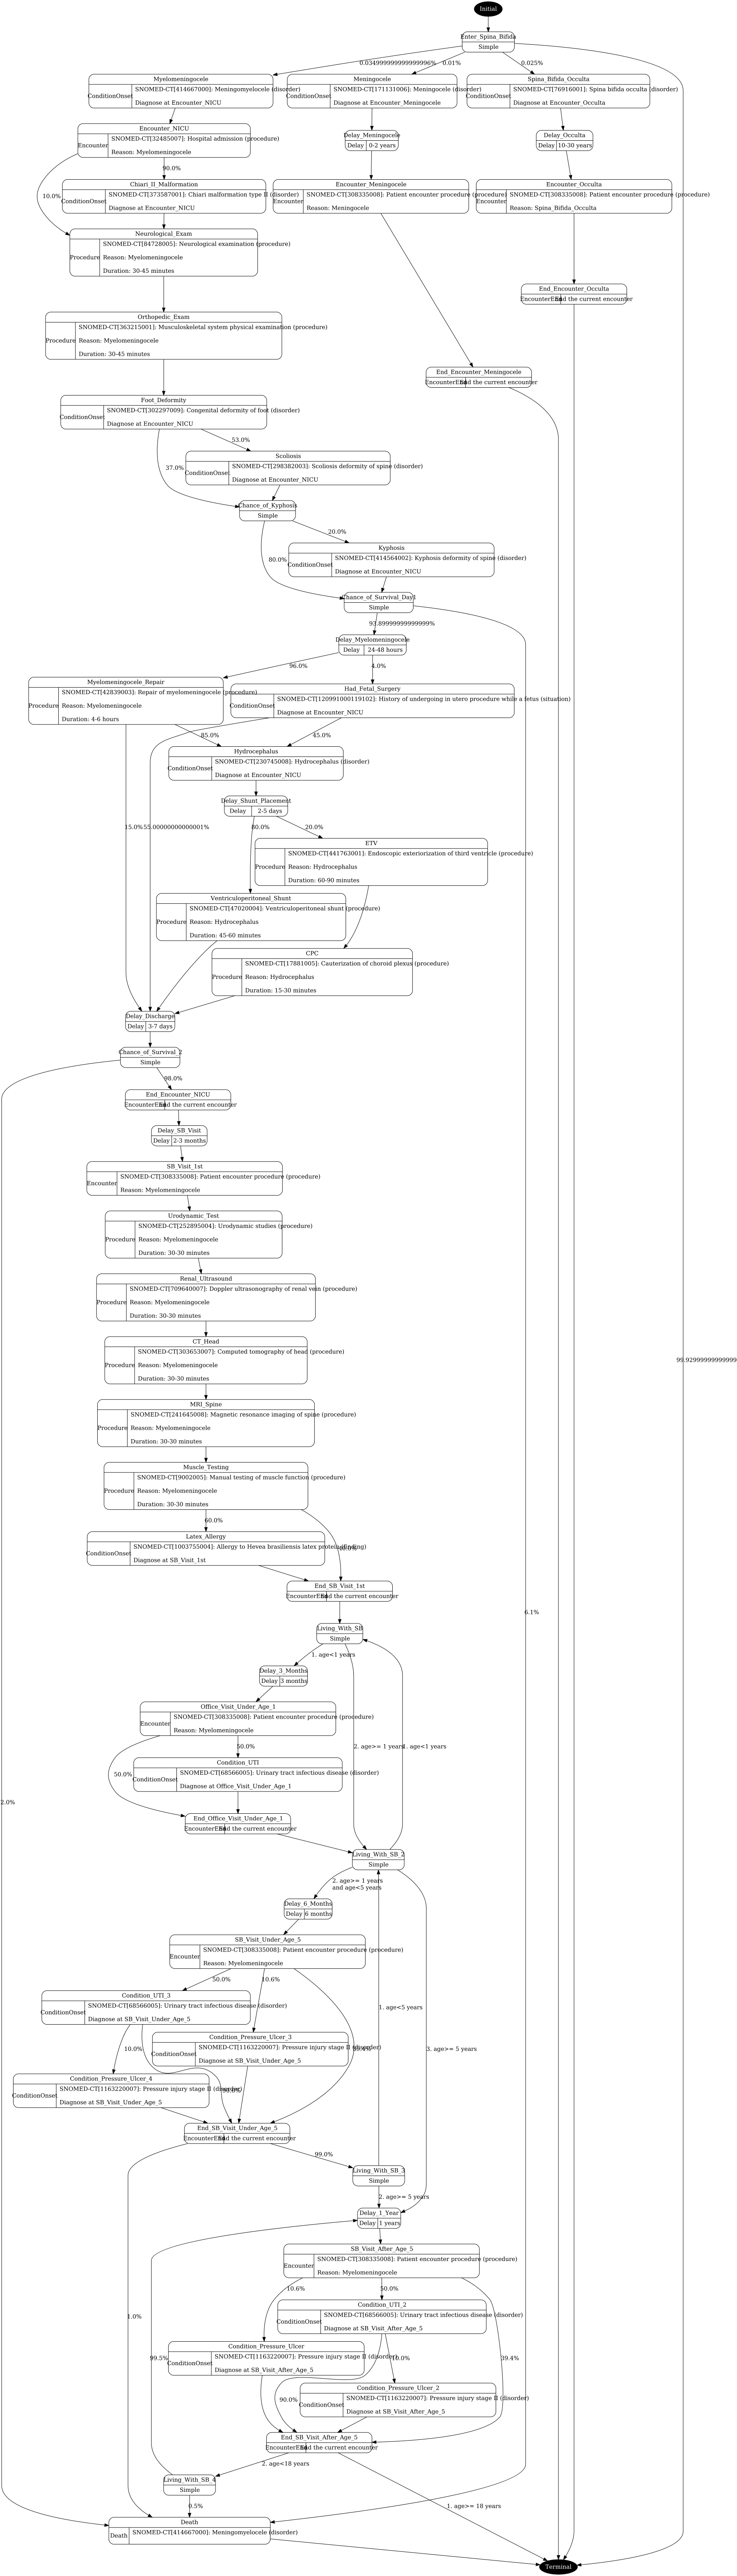 Initial
Enter_Spina_Bifida
Simple
0.034999999999999996%
0.01%
0.025%
Myelomeningocele
ConditionOnset
SNOMED-CT[414667000]: Meningomyelocele (disorder)
Diagnose at Encounter_NICU
Meningocele
ConditionOnset
SNOMED-CT[171131006]: Meningocele (disorder)
Diagnose at Encounter_Meningocele
Spina_Bifida_Occulta
ConditionOnset
SNOMED-CT[76916001]: Spina bifida occulta (disorder)
Diagnose at Encounter_Occulta
Encounter_NICU
Encounter
SNOMED-CT[32485007]: Hospital admission (procedure)
Reason: Myelomeningocele
Delay_Meningocele
Delay 0-2 years
Delay_Occulta
Delay 10-30 years
90.0%
10.0%
Chiari_II_Malformation
ConditionOnset
SNOMED-CT[373587001]: Chiari malformation type II (disorder)
Diagnose at Encounter_NICU
Encounter_Meningocele
Encounter
SNOMED-CT[308335008]: Patient encounter procedure (procedure)
Reason: Meningocele
Encounter_Occulta
Encounter
SNOMED-CT[308335008]: Patient encounter procedure (procedure)
Reason: Spina_Bifida_Occulta
Neurological_Exam
Procedure
SNOMED-CT[84728005]: Neurological examination (procedure)
Reason: Myelomeningocele
Duration: 30-45 minutes
End_Encounter_Occulta
EncounterEnd End the current encounter
Orthopedic_Exam
Procedure
SNOMED-CT[363215001]: Musculoskeletal system physical examination (procedure)
Reason: Myelomeningocele
Duration: 30-45 minutes
End_Encounter_Meningocele
EncounterEnd End the current encounter
Foot_Deformity
ConditionOnset
SNOMED-CT[302297009]: Congenital deformity of foot (disorder)
Diagnose at Encounter_NICU
53.0%
37.0%
Scoliosis
ConditionOnset
SNOMED-CT[298382003]: Scoliosis deformity of spine (disorder)
Diagnose at Encounter_NICU
Chance_of_Kyphosis
Simple
20.0%
80.0%
Kyphosis
ConditionOnset
SNOMED-CT[414564002]: Kyphosis deformity of spine (disorder)
Diagnose at Encounter_NICU
Chance_of_Survival_Day1
Simple
93.89999999999999%
Delay_Myelomeningocele
Delay 24-48 hours
96.0%
4.0%
Myelomeningocele_Repair
Procedure
SNOMED-CT[42839003]: Repair of myelomeningocele (procedure)
Reason: Myelomeningocele
Duration: 4-6 hours
Had_Fetal_Surgery
ConditionOnset
SNOMED-CT[120991000119102]: History of undergoing in utero procedure while a fetus (situation)
Diagnose at Encounter_NICU
85.0%
45.0%
Hydrocephalus
ConditionOnset
SNOMED-CT[230745008]: Hydrocephalus (disorder)
Diagnose at Encounter_NICU
Delay_Shunt_Placement
Delay 2-5 days
15.0%
55.00000000000001%
80.0%
20.0%
ETV
Procedure
SNOMED-CT[441763001]: Endoscopic exteriorization of third ventricle (procedure)
Reason: Hydrocephalus
Duration: 60-90 minutes
Ventriculoperitoneal_Shunt
Procedure
SNOMED-CT[47020004]: Ventriculoperitoneal shunt (procedure)
Reason: Hydrocephalus
Duration: 45-60 minutes
CPC
Procedure
SNOMED-CT[17881005]: Cauterization of choroid plexus (procedure)
Reason: Hydrocephalus
Duration: 15-30 minutes
Delay_Discharge
Delay 3-7 days
Chance_of_Survival_2
Simple
98.0%
End_Encounter_NICU
EncounterEnd End the current encounter
Delay_SB_Visit
Delay 2-3 months
SB_Visit_1st
Encounter
SNOMED-CT[308335008]: Patient encounter procedure (procedure)
Reason: Myelomeningocele
Urodynamic_Test
Procedure
SNOMED-CT[252895004]: Urodynamic studies (procedure)
Reason: Myelomeningocele
Duration: 30-30 minutes
Renal_Ultrasound
Procedure
SNOMED-CT[709640007]: Doppler ultrasonography of renal vein (procedure)
Reason: Myelomeningocele
Duration: 30-30 minutes
CT_Head
Procedure
SNOMED-CT[303653007]: Computed tomography of head (procedure)
Reason: Myelomeningocele
Duration: 30-30 minutes
99.92999999999999
MRI_Spine
Procedure
SNOMED-CT[241645008]: Magnetic resonance imaging of spine (procedure)
Reason: Myelomeningocele
Duration: 30-30 minutes
Muscle_Testing
Procedure
SNOMED-CT[9002005]: Manual testing of muscle function (procedure)
Reason: Myelomeningocele
Duration: 30-30 minutes
60.0%
Latex_Allergy
ConditionOnset
SNOMED-CT[1003755004]: Allergy to Hevea brasiliensis latex protein (finding)
Diagnose at SB_Visit_1st
End_SB_Visit_1st
EncounterEnd End the current encounter
6.1%
Living_With_SB
Simple
1. age<1 years
Delay_3_Months
Delay 3 months
Office_Visit_Under_Age_1
Encounter
SNOMED-CT[308335008]: Patient encounter procedure (procedure)
Reason: Myelomeningocele
50.0%
2. age>= 1 years
1. age<1 years
Condition_UTI
ConditionOnset
SNOMED-CT[68566005]: Urinary tract infectious disease (disorder)
Diagnose at Office_Visit_Under_Age_1
50.0%
2.0%
End_Office_Visit_Under_Age_1
EncounterEnd End the current encounter
Living_With_SB_2
Simple
2. age>= 1 years
and age<5 years
Delay_6_Months
Delay 6 months
SB_Visit_Under_Age_5
Encounter
SNOMED-CT[308335008]: Patient encounter procedure (procedure)
Reason: Myelomeningocele
50.0%
10.6%
Condition_UTI_3
ConditionOnset
SNOMED-CT[68566005]: Urinary tract infectious disease (disorder)
Diagnose at SB_Visit_Under_Age_5
1. age<5 years
10.0%
Condition_Pressure_Ulcer_3
ConditionOnset
SNOMED-CT[1163220007]: Pressure injury stage II (disorder)
Diagnose at SB_Visit_Under_Age_5
39.4%
3. age>= 5 years
Condition_Pressure_Ulcer_4
ConditionOnset
SNOMED-CT[1163220007]: Pressure injury stage II (disorder)
Diagnose at SB_Visit_Under_Age_5
90.0%
End_SB_Visit_Under_Age_5
EncounterEnd End the current encounter
99.0%
Living_With_SB_3
Simple
2. age>= 5 years
Delay_1_Year
Delay 1 years
SB_Visit_After_Age_5
Encounter
SNOMED-CT[308335008]: Patient encounter procedure (procedure)
Reason: Myelomeningocele
10.6%
50.0%
Condition_UTI_2
ConditionOnset
SNOMED-CT[68566005]: Urinary tract infectious disease (disorder)
Diagnose at SB_Visit_After_Age_5
1.0%
99.5%
Condition_Pressure_Ulcer
ConditionOnset
SNOMED-CT[1163220007]: Pressure injury stage II (disorder)
Diagnose at SB_Visit_After_Age_5
10.0%
39.4%
Condition_Pressure_Ulcer_2
ConditionOnset
SNOMED-CT[1163220007]: Pressure injury stage II (disorder)
Diagnose at SB_Visit_After_Age_5
90.0%
End_SB_Visit_After_Age_5
EncounterEnd End the current encounter
2. age<18 years
Living_With_SB_4
Simple
0.5%
1. age>= 18 years
Death
Death
SNOMED-CT[414667000]: Meningomyelocele (disorder)
Terminal